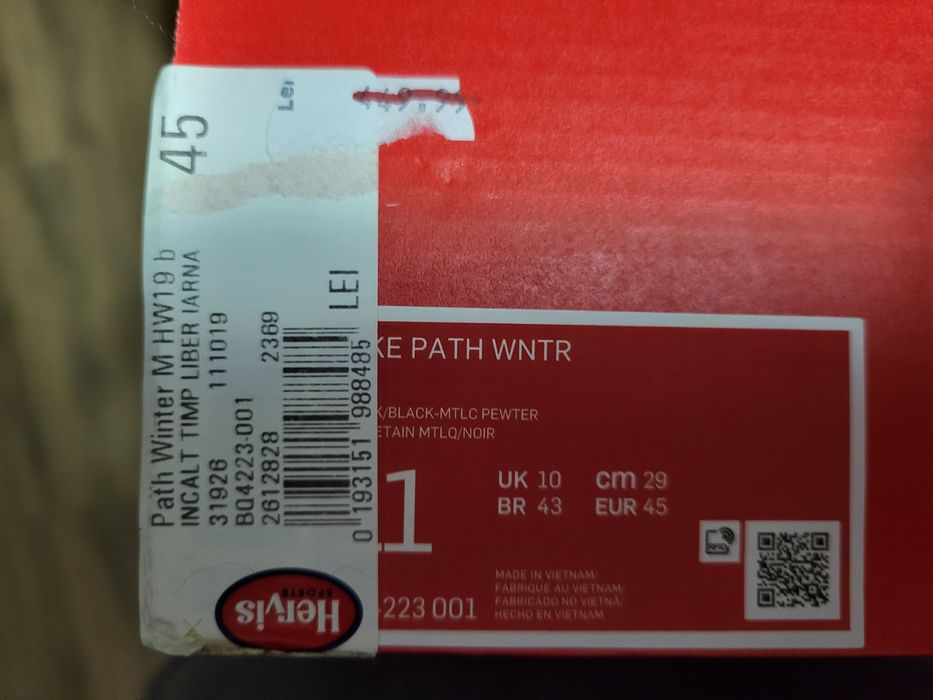 45
Lei 449.99
Path Winter M HW19 b
INCALT TIMP LIBER IARNA
31926 111019
BQ4223-001
2612828 2369
LEI
0 193151 988485
Hervis
SPORTS
KE PATH WNTR
K/BLACK-MTLC PEWTER
ETAIN MTLQ/NOIR
11
UK 10 cm 29
BR 43 EUR 45
RFID
MADE IN VIETNAM/
FABRIQUE AU VIETNAM/
FABRICADO NO VIETNÃ/
HECHO EN VIETNAM
-223 001